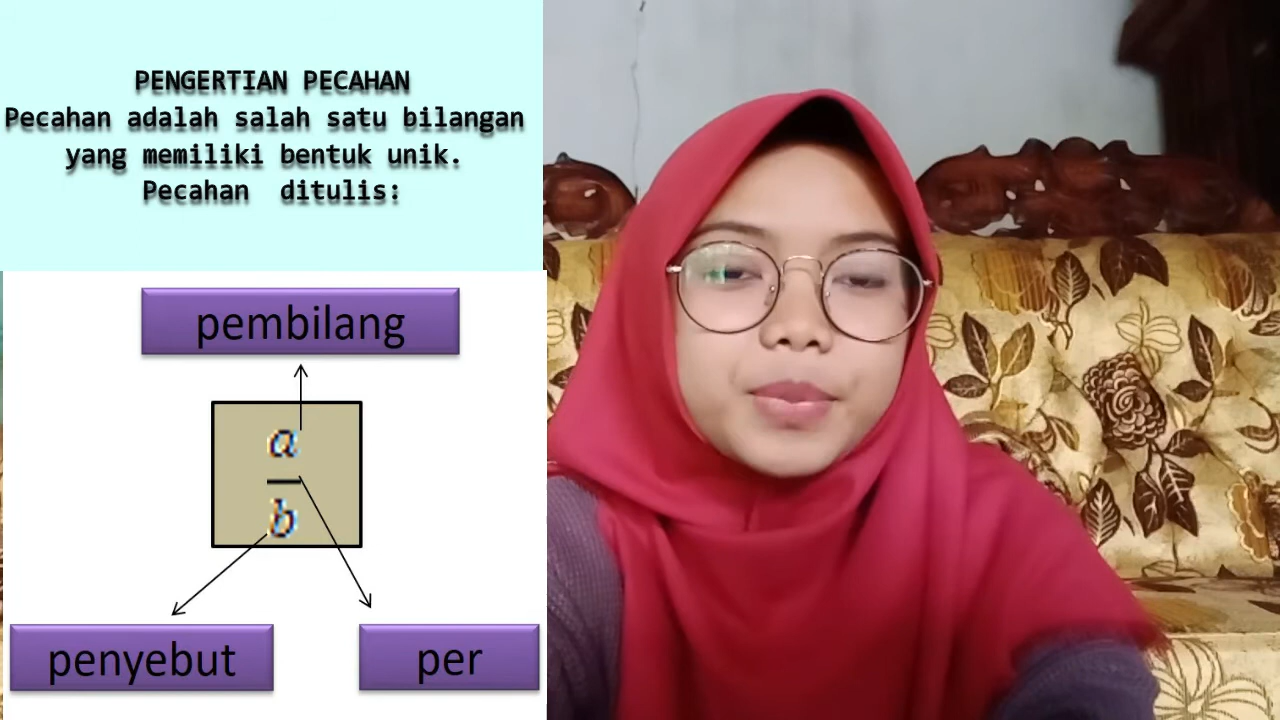 PENGERTIAN PECAHAN
Pecahan adalah salah satu bilangan
yang memiliki bentuk unik.
Pecahan ditulis:
pembilang
a
b
penyebut
per